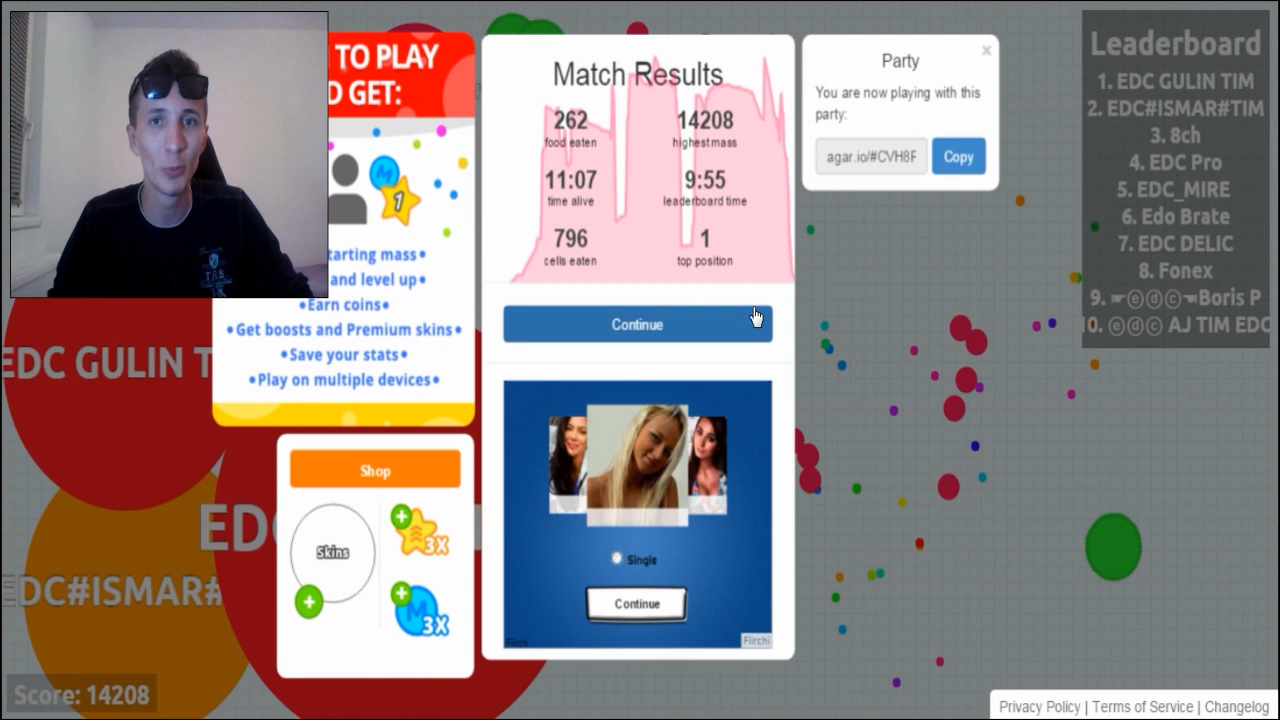 TO PLAY
D GET:
1
tarting mass•
and level up•
•Earn coins•
•Get boosts and Premium skins•
•Save your stats•
•Play on multiple devices•
Shop
Skins
3X
M
3X
Match Results
262
food eaten
14208
highest mass
11:07
time alive
9:55
leaderboard time
796
cells eaten
1
top position
Continue
Single
Continue
Flirchi
Flirchi
Party
×
You are now playing with this
party:
agar.io/#CVH8F
Copy
Leaderboard
1. EDC GULIN TIM
2. EDC#ISMAR#TIM
3. 8ch
4. EDC Pro
5. EDC_MIRE
6. Edo Brate
7. EDC DELIC
8. Fonex
9. ☛ⓔⓓⓒ☚Boris P
10. ⓔⓓⓒ AJ TIM EDC
EDC GULIN T
EDC
EDC#ISMAR#
Score: 14208
Privacy Policy | Terms of Service | Changelog